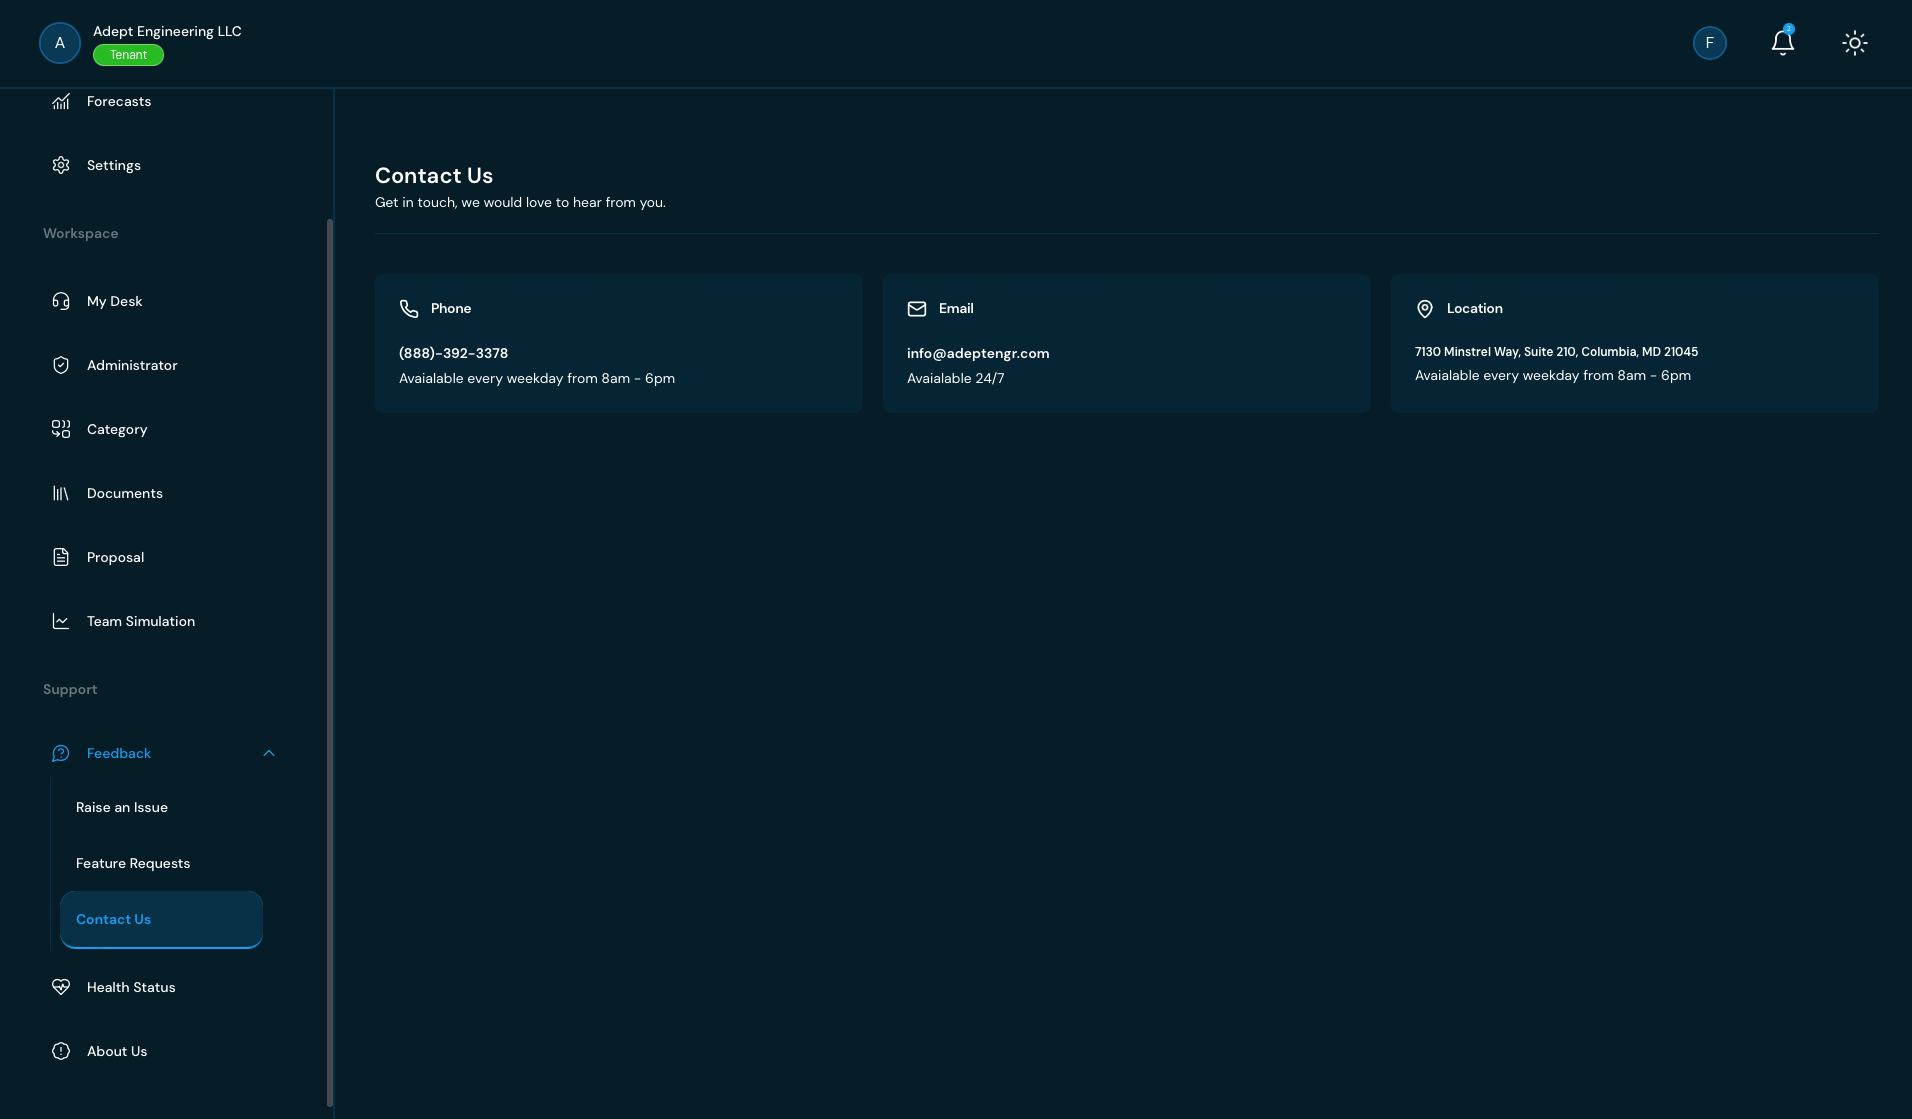 A
Adept Engineering LLC
Tenant
F
2
Forecasts
Settings
Workspace
My Desk
Administrator
Category
Documents
Proposal
Team Simulation
Support
Feedback
Raise an Issue
Feature Requests
Contact Us
Health Status
About Us
Contact Us
Get in touch, we would love to hear from you.
Phone
(888)-392-3378
Avaialable every weekday from 8am - 6pm
Email
info@adeptengr.com
Avaialable 24/7
Location
7130 Minstrel Way, Suite 210, Columbia, MD 21045
Avaialable every weekday from 8am - 6pm